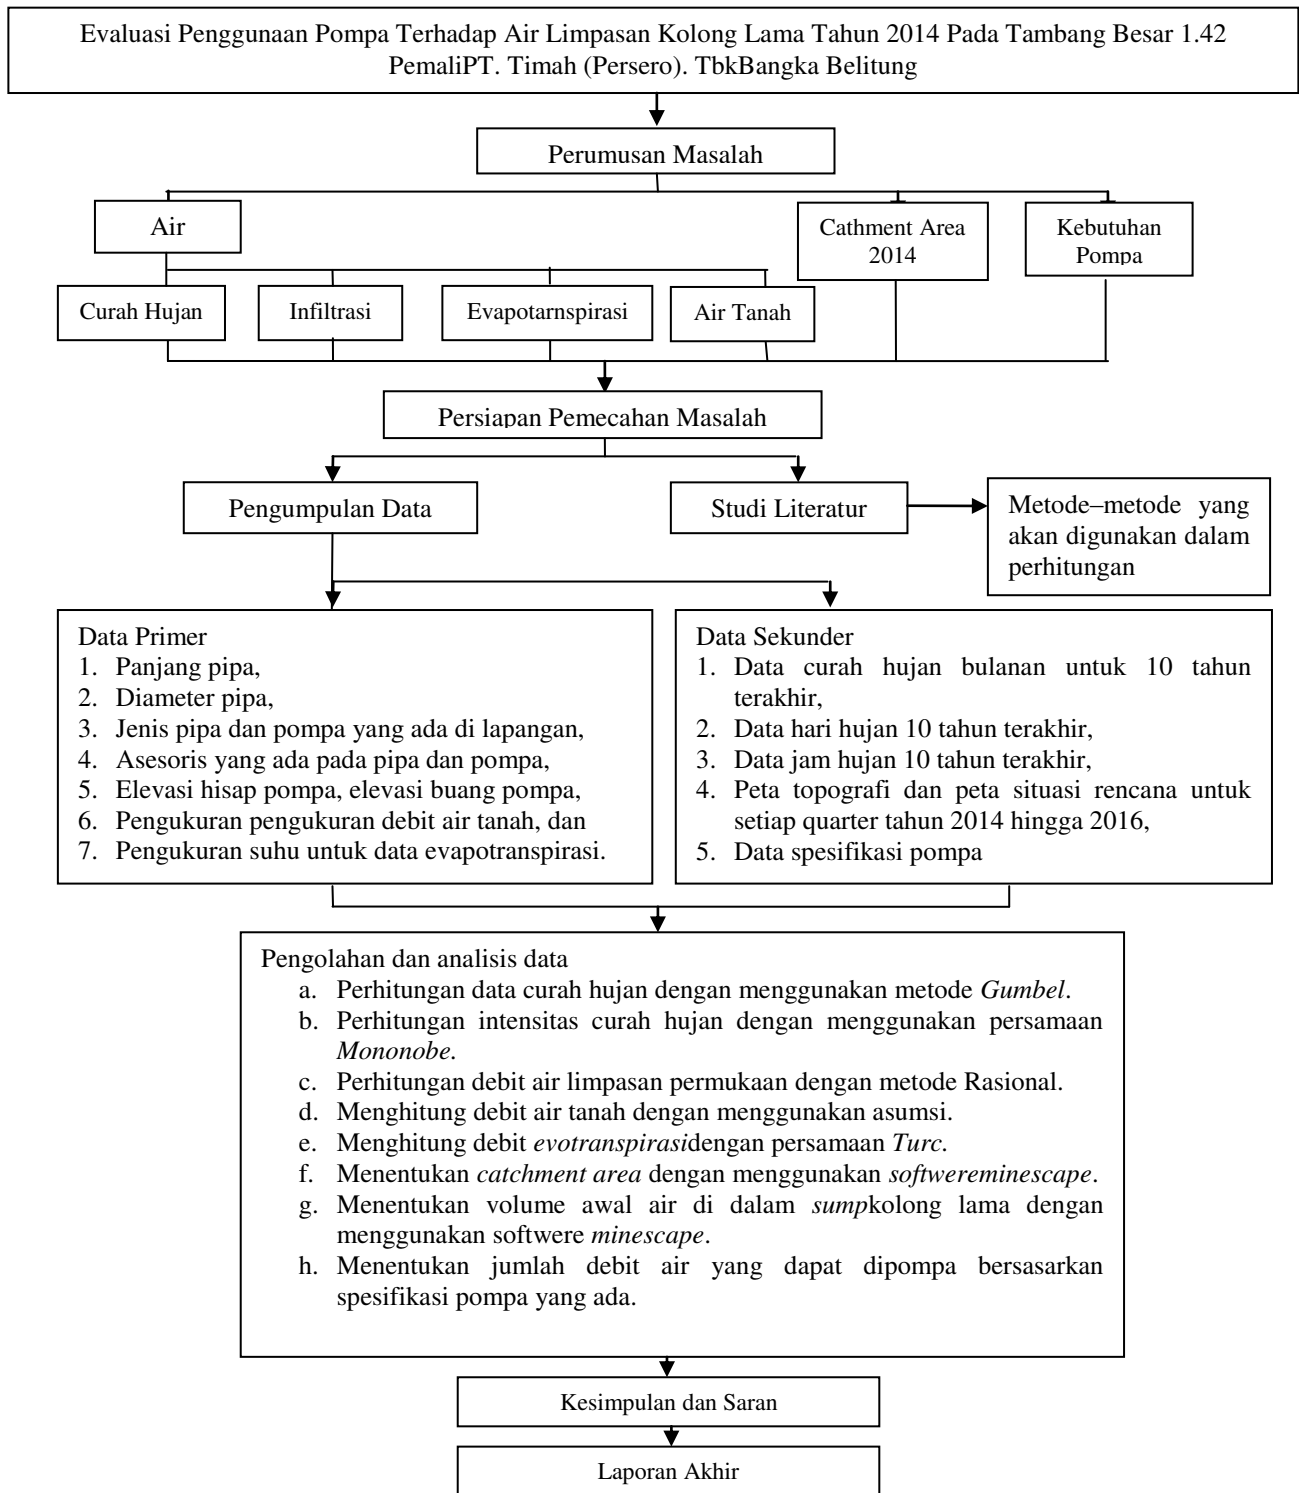 Evaluasi Penggunaan Pompa Terhadap Air Limpasan Kolong Lama Tahun 2014 Pada Tambang Besar 1.42
PemaliPT. Timah (Persero). TbkBangka Belitung
Perumusan Masalah
Air
Cathment Area
2014
Kebutuhan
Pompa
Curah Hujan
Infiltrasi
Evapotarnspirasi
Air Tanah
Persiapan Pemecahan Masalah
Pengumpulan Data
Studi Literatur
Metode–metode yang
akan digunakan dalam
perhitungan
Data Primer
1. Panjang pipa,
2. Diameter pipa,
3. Jenis pipa dan pompa yang ada di lapangan,
4. Asesoris yang ada pada pipa dan pompa,
5. Elevasi hisap pompa, elevasi buang pompa,
6. Pengukuran pengukuran debit air tanah, dan
7. Pengukuran suhu untuk data evapotranspirasi.
Data Sekunder
1. Data curah hujan bulanan untuk 10 tahun
terakhir,
2. Data hari hujan 10 tahun terakhir,
3. Data jam hujan 10 tahun terakhir,
4. Peta topografi dan peta situasi rencana untuk
setiap quarter tahun 2014 hingga 2016,
5. Data spesifikasi pompa
Pengolahan dan analisis data
a. Perhitungan data curah hujan dengan menggunakan metode Gumbel.
b. Perhitungan intensitas curah hujan dengan menggunakan persamaan
Mononobe.
c. Perhitungan debit air limpasan permukaan dengan metode Rasional.
d. Menghitung debit air tanah dengan menggunakan asumsi.
e. Menghitung debit evotranspirasidengan persamaan Turc.
f. Menentukan catchment area dengan menggunakan softwereminescape.
g. Menentukan volume awal air di dalam sumpkolong lama dengan
menggunakan softwere minescape.
h. Menentukan jumlah debit air yang dapat dipompa bersasarkan
spesifikasi pompa yang ada.
Kesimpulan dan Saran
Laporan Akhir